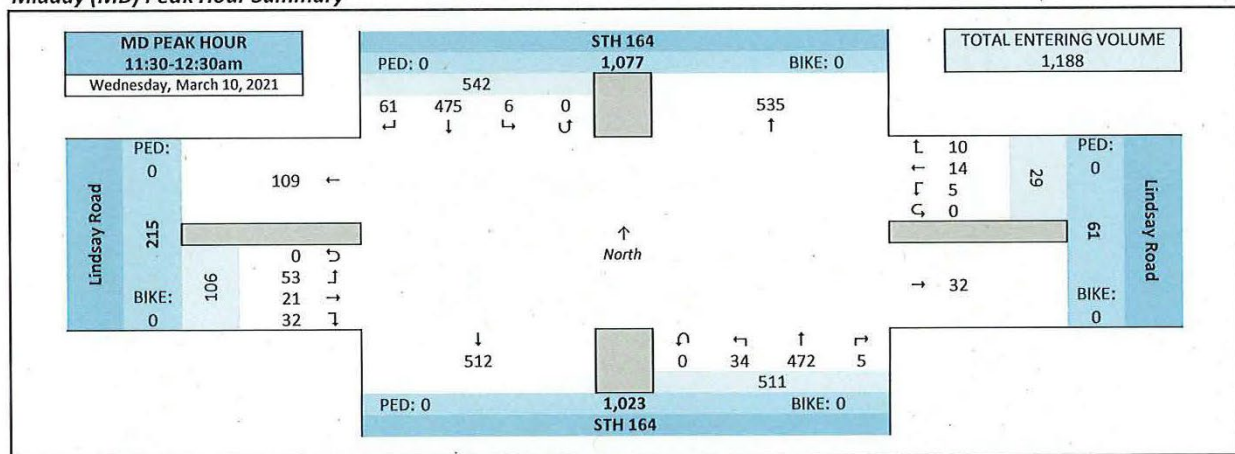 Midday (MD) Peak Hour Summary
MD PEAK HOUR
11:30-12:30am
Wednesday, March 10, 2021
STH 164
PED: 0 1,077 BIKE: 0
542
61 475 6 0
↲ ↓ ↳ ↺
535
↑
TOTAL ENTERING VOLUME
1,188
Lindsay Road
PED:
0
215
BIKE:
0
109 ←
106
0
53
21 →
32
↑
North
10
14 ←
5
0
29
→ 32
PED:
0
61
BIKE:
0
Lindsay Road
↓
512
0 34 472 5
511
PED: 0 1,023 BIKE: 0
STH 164